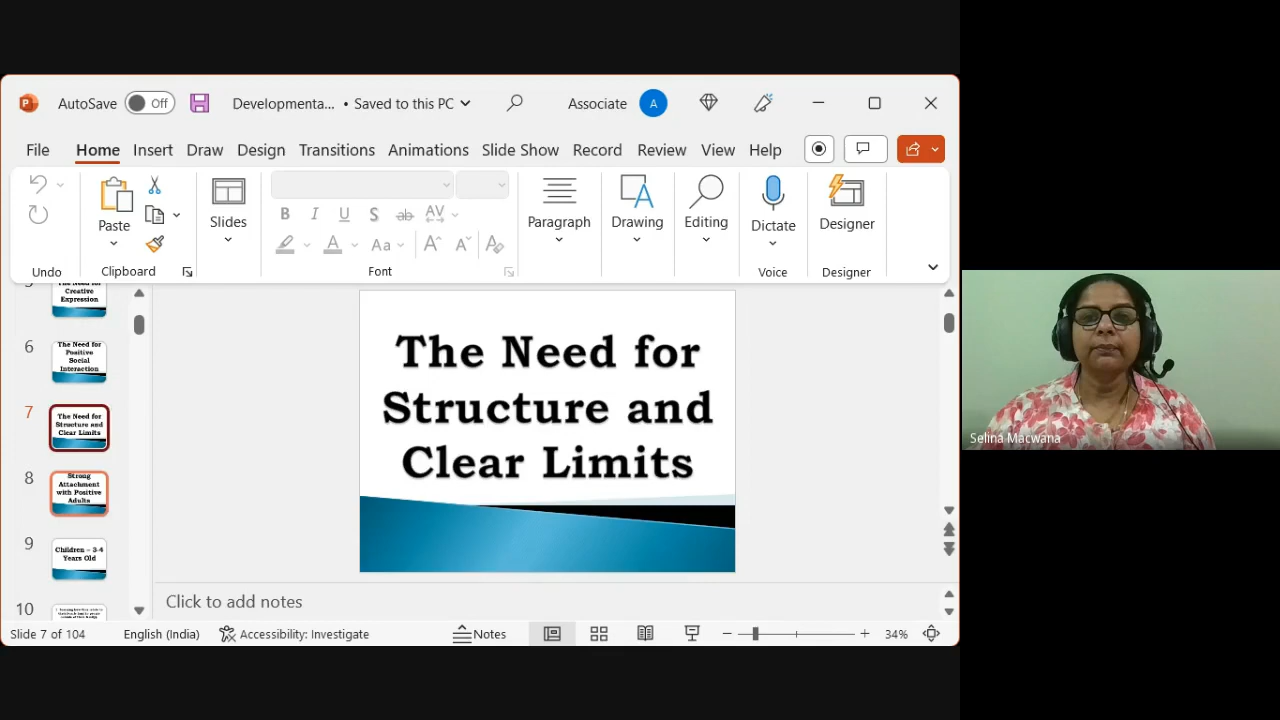 AutoSave Off Developmenta... • Saved to this PC Associate A
File Home Insert Draw Design Transitions Animations Slide Show Record Review View Help
Paste Slides B I U S ab AV Aa A A A Paragraph Drawing Editing Dictate Designer
Undo Clipboard Font Voice Designer
Creative
Expression
6 The Need for
Positive
Social
Interaction
7 The Need for
Structure and
Clear Limits
8 Strong
Attachment
with Positive
Adults
9 Children – 3-4
Years Old
10
The Need for
Structure and
Clear Limits
Click to add notes
Slide 7 of 104 English (India) Accessibility: Investigate Notes 34%
Selina Macwana